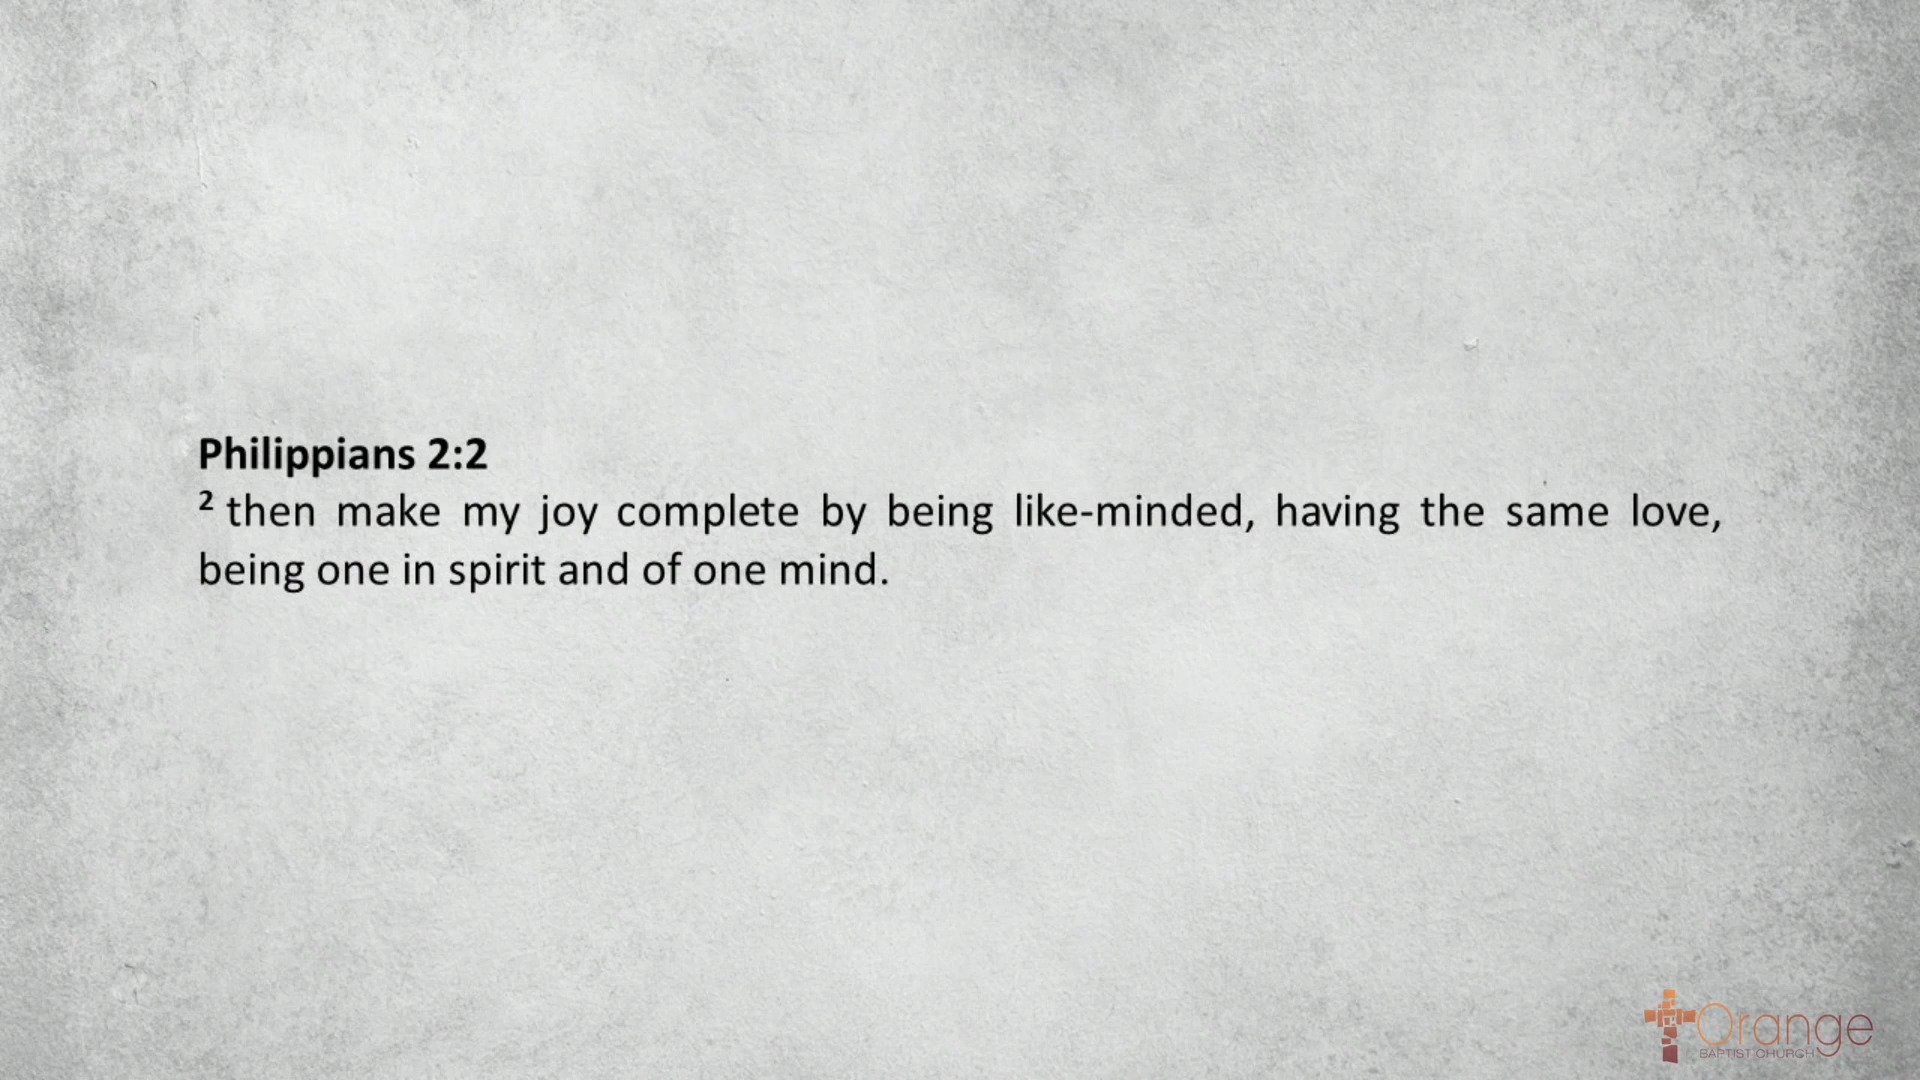 Philippians 2:2
2 then make my joy complete by being like-minded, having the same love,
being one in spirit and of one mind.
Orange
BAPTIST CHURCH